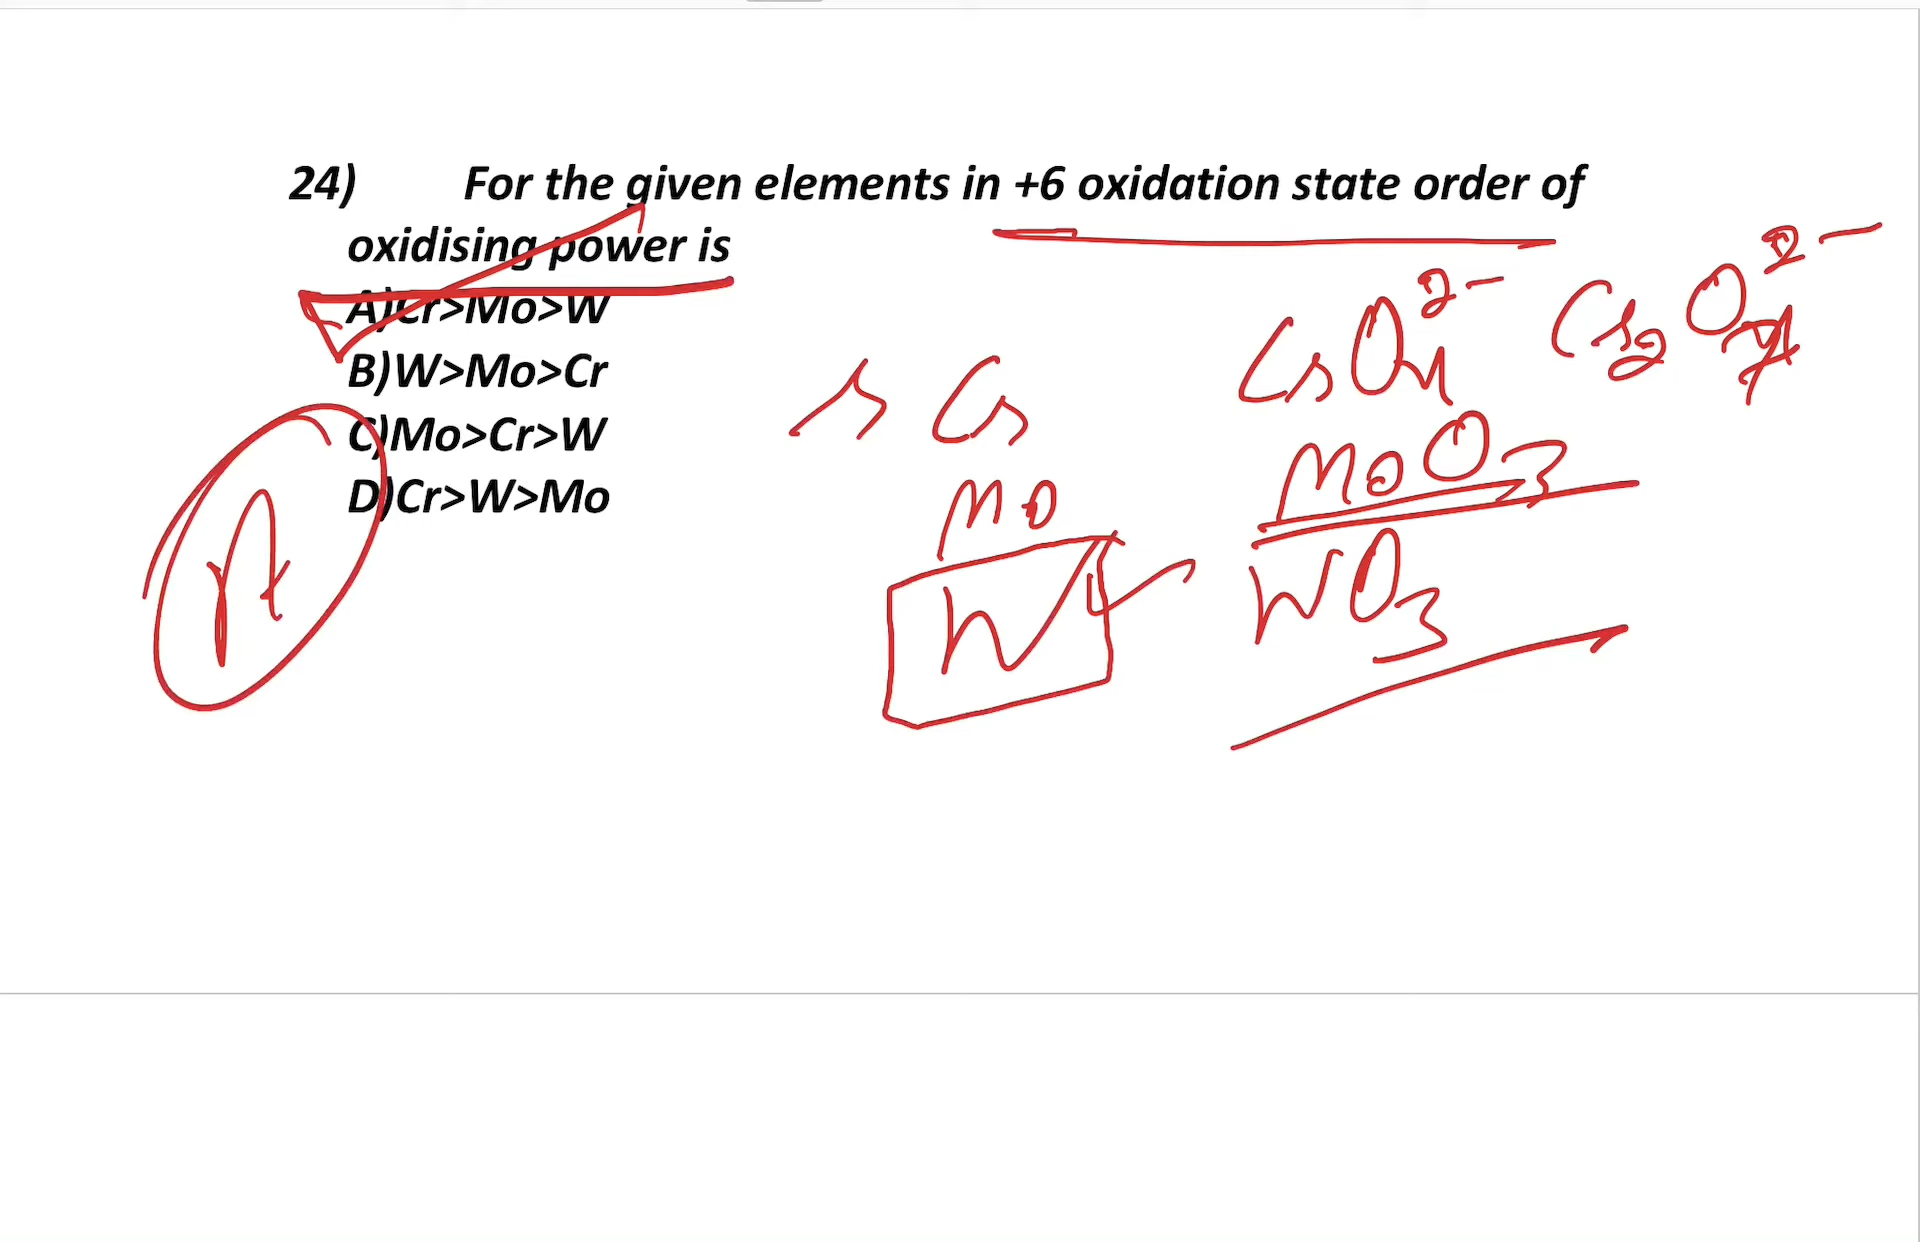 24) For the given elements in +6 oxidation state order of
oxidising power is
A)Cr>Mo>W
B)W>Mo>Cr
C)Mo>Cr>W
D)Cr>W>Mo
Cr
Mo
W
CrO4 2-
Cr2O7 2-
MoO3
WO3